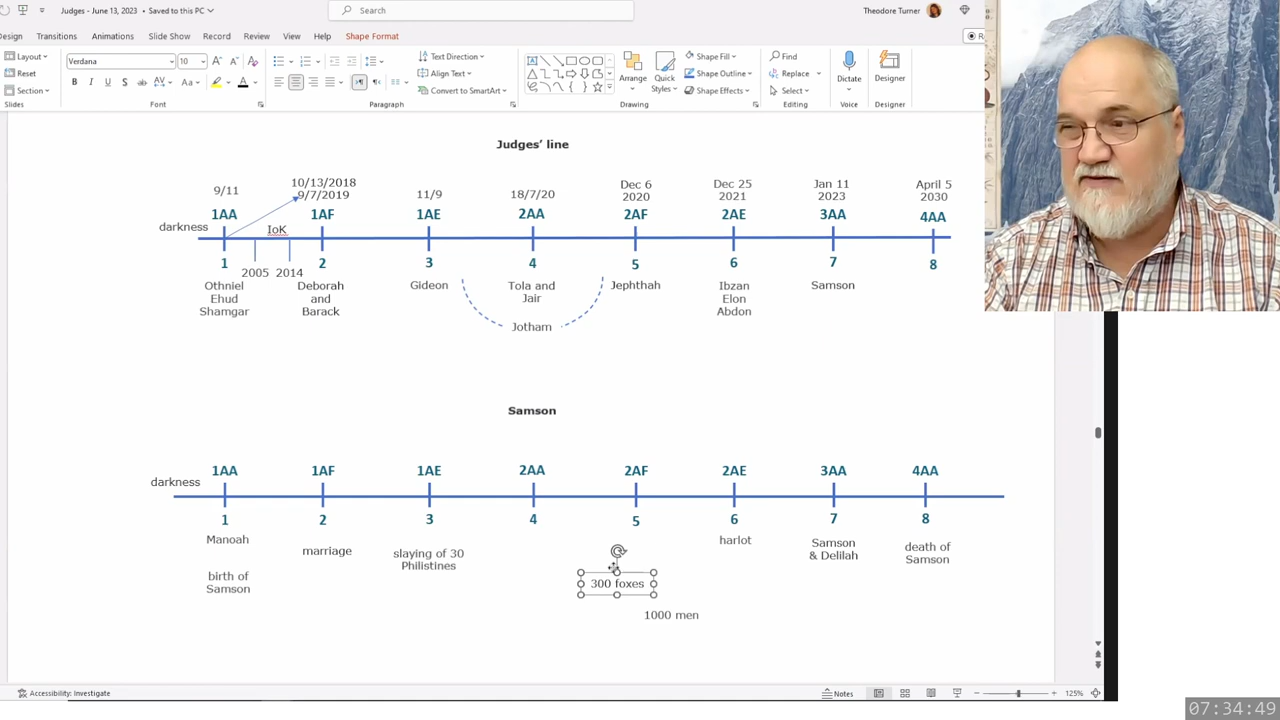 Judges - June 13, 2023 • Saved to this PC
Search
Theodore Turner
Design Transitions Animations Slide Show Record Review View Help Shape Format
Layout
Reset
Section
Slides
Verdana 10
Font
Text Direction
Align Text
Convert to SmartArt
Paragraph
Arrange
Quick Styles
Shape Fill
Shape Outline
Shape Effects
Drawing
Find
Replace
Select
Editing
Dictate
Voice
Designer
Designer
Judges’ line
9/11
10/13/2018
9/7/2019
11/9
18/7/20
Dec 6
2020
Dec 25
2021
Jan 11
2023
April 5
2030
1AA 1AF 1AE 2AA 2AF 2AE 3AA 4AA
darkness
IoK
1 2 3 4 5 6 7 8
2005 2014
Othniel
Ehud
Shamgar
Deborah
and
Barack
Gideon
Tola and
Jair
Jotham
Jephthah
Ibzan
Elon
Abdon
Samson
Samson
1AA 1AF 1AE 2AA 2AF 2AE 3AA 4AA
darkness
1 2 3 4 5 6 7 8
Manoah
birth of
Samson
marriage
slaying of 30
Philistines
300 foxes
1000 men
harlot
Samson
& Delilah
death of
Samson
Accessibility: Investigate
Notes
125%
07:34:49